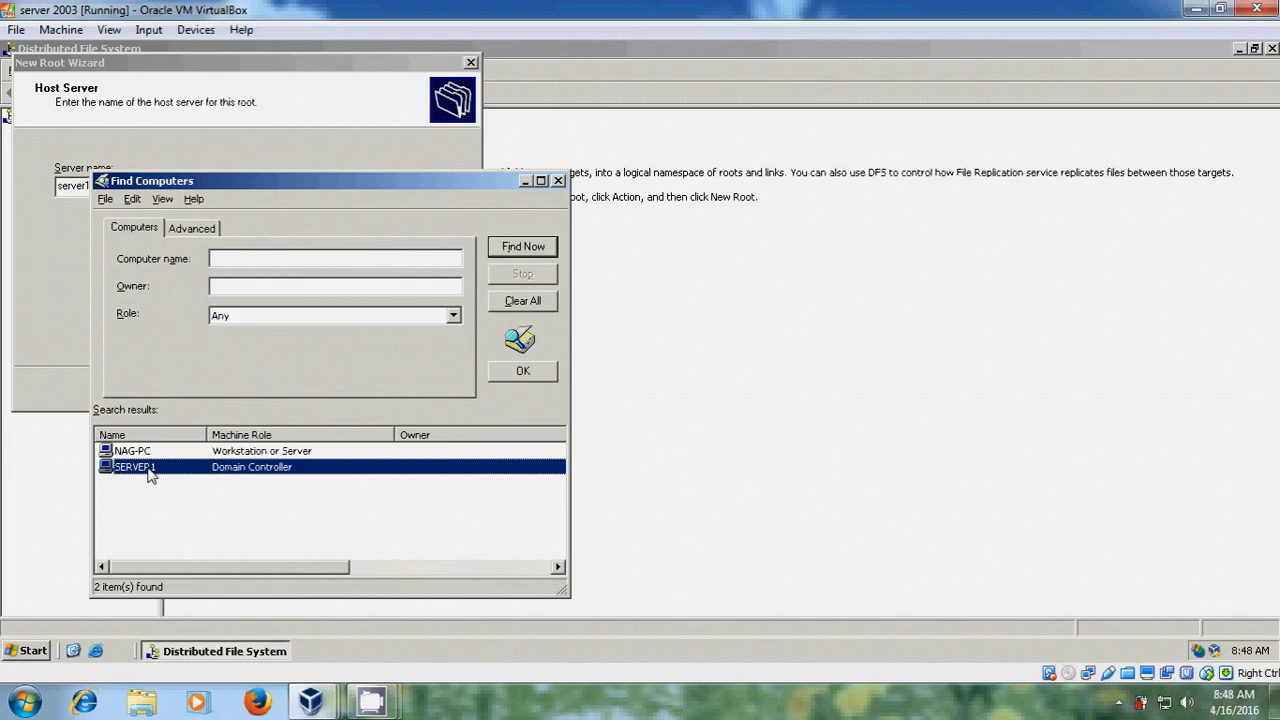 server 2003 [Running] - Oracle VM VirtualBox
File Machine View Input Devices Help
Distributed File System
New Root Wizard
Host Server
Enter the name of the host server for this root.
Server name:
server1
gets, into a logical namespace of roots and links. You can also use DFS to control how File Replication service replicates files between those targets.
oot, click Action, and then click New Root.
Find Computers
File Edit View Help
Computers Advanced
Computer name:
Owner:
Role: Any
Find Now
Stop
Clear All
OK
Search results:
Name Machine Role Owner
NAG-PC Workstation or Server
SERVER1 Domain Controller
2 item(s) found
Start Distributed File System 8:48 AM
Right Ctrl
8:48 AM
4/16/2016